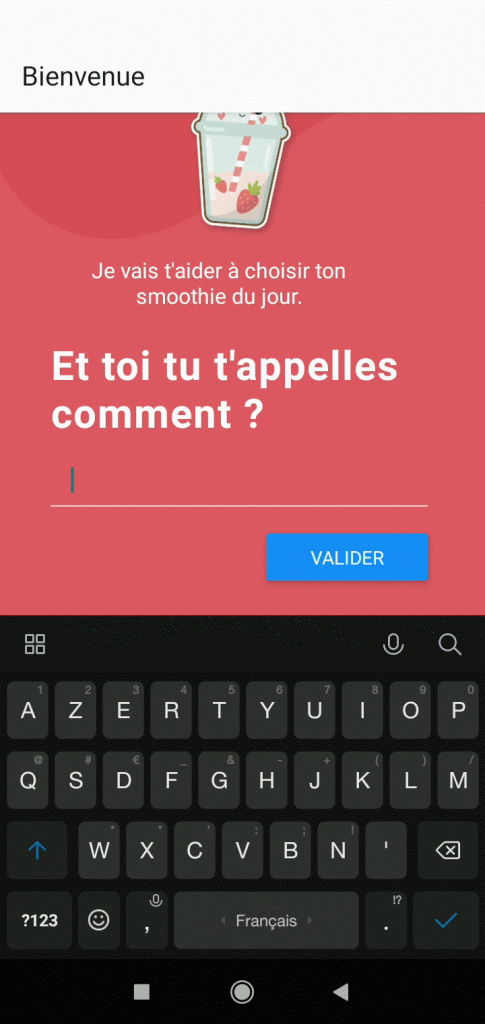 Bienvenue
Je vais t'aider à choisir ton
smoothie du jour.
Et toi tu t'appelles
comment ?
VALIDER
1 2 3 4 5 6 7 8 9 0
A Z E R T Y U I O P
@ # € _ & - + ( ) /
Q S D F G H J K L M
* " ' : ; !
W X C V B N '
!?
?123 , Français .